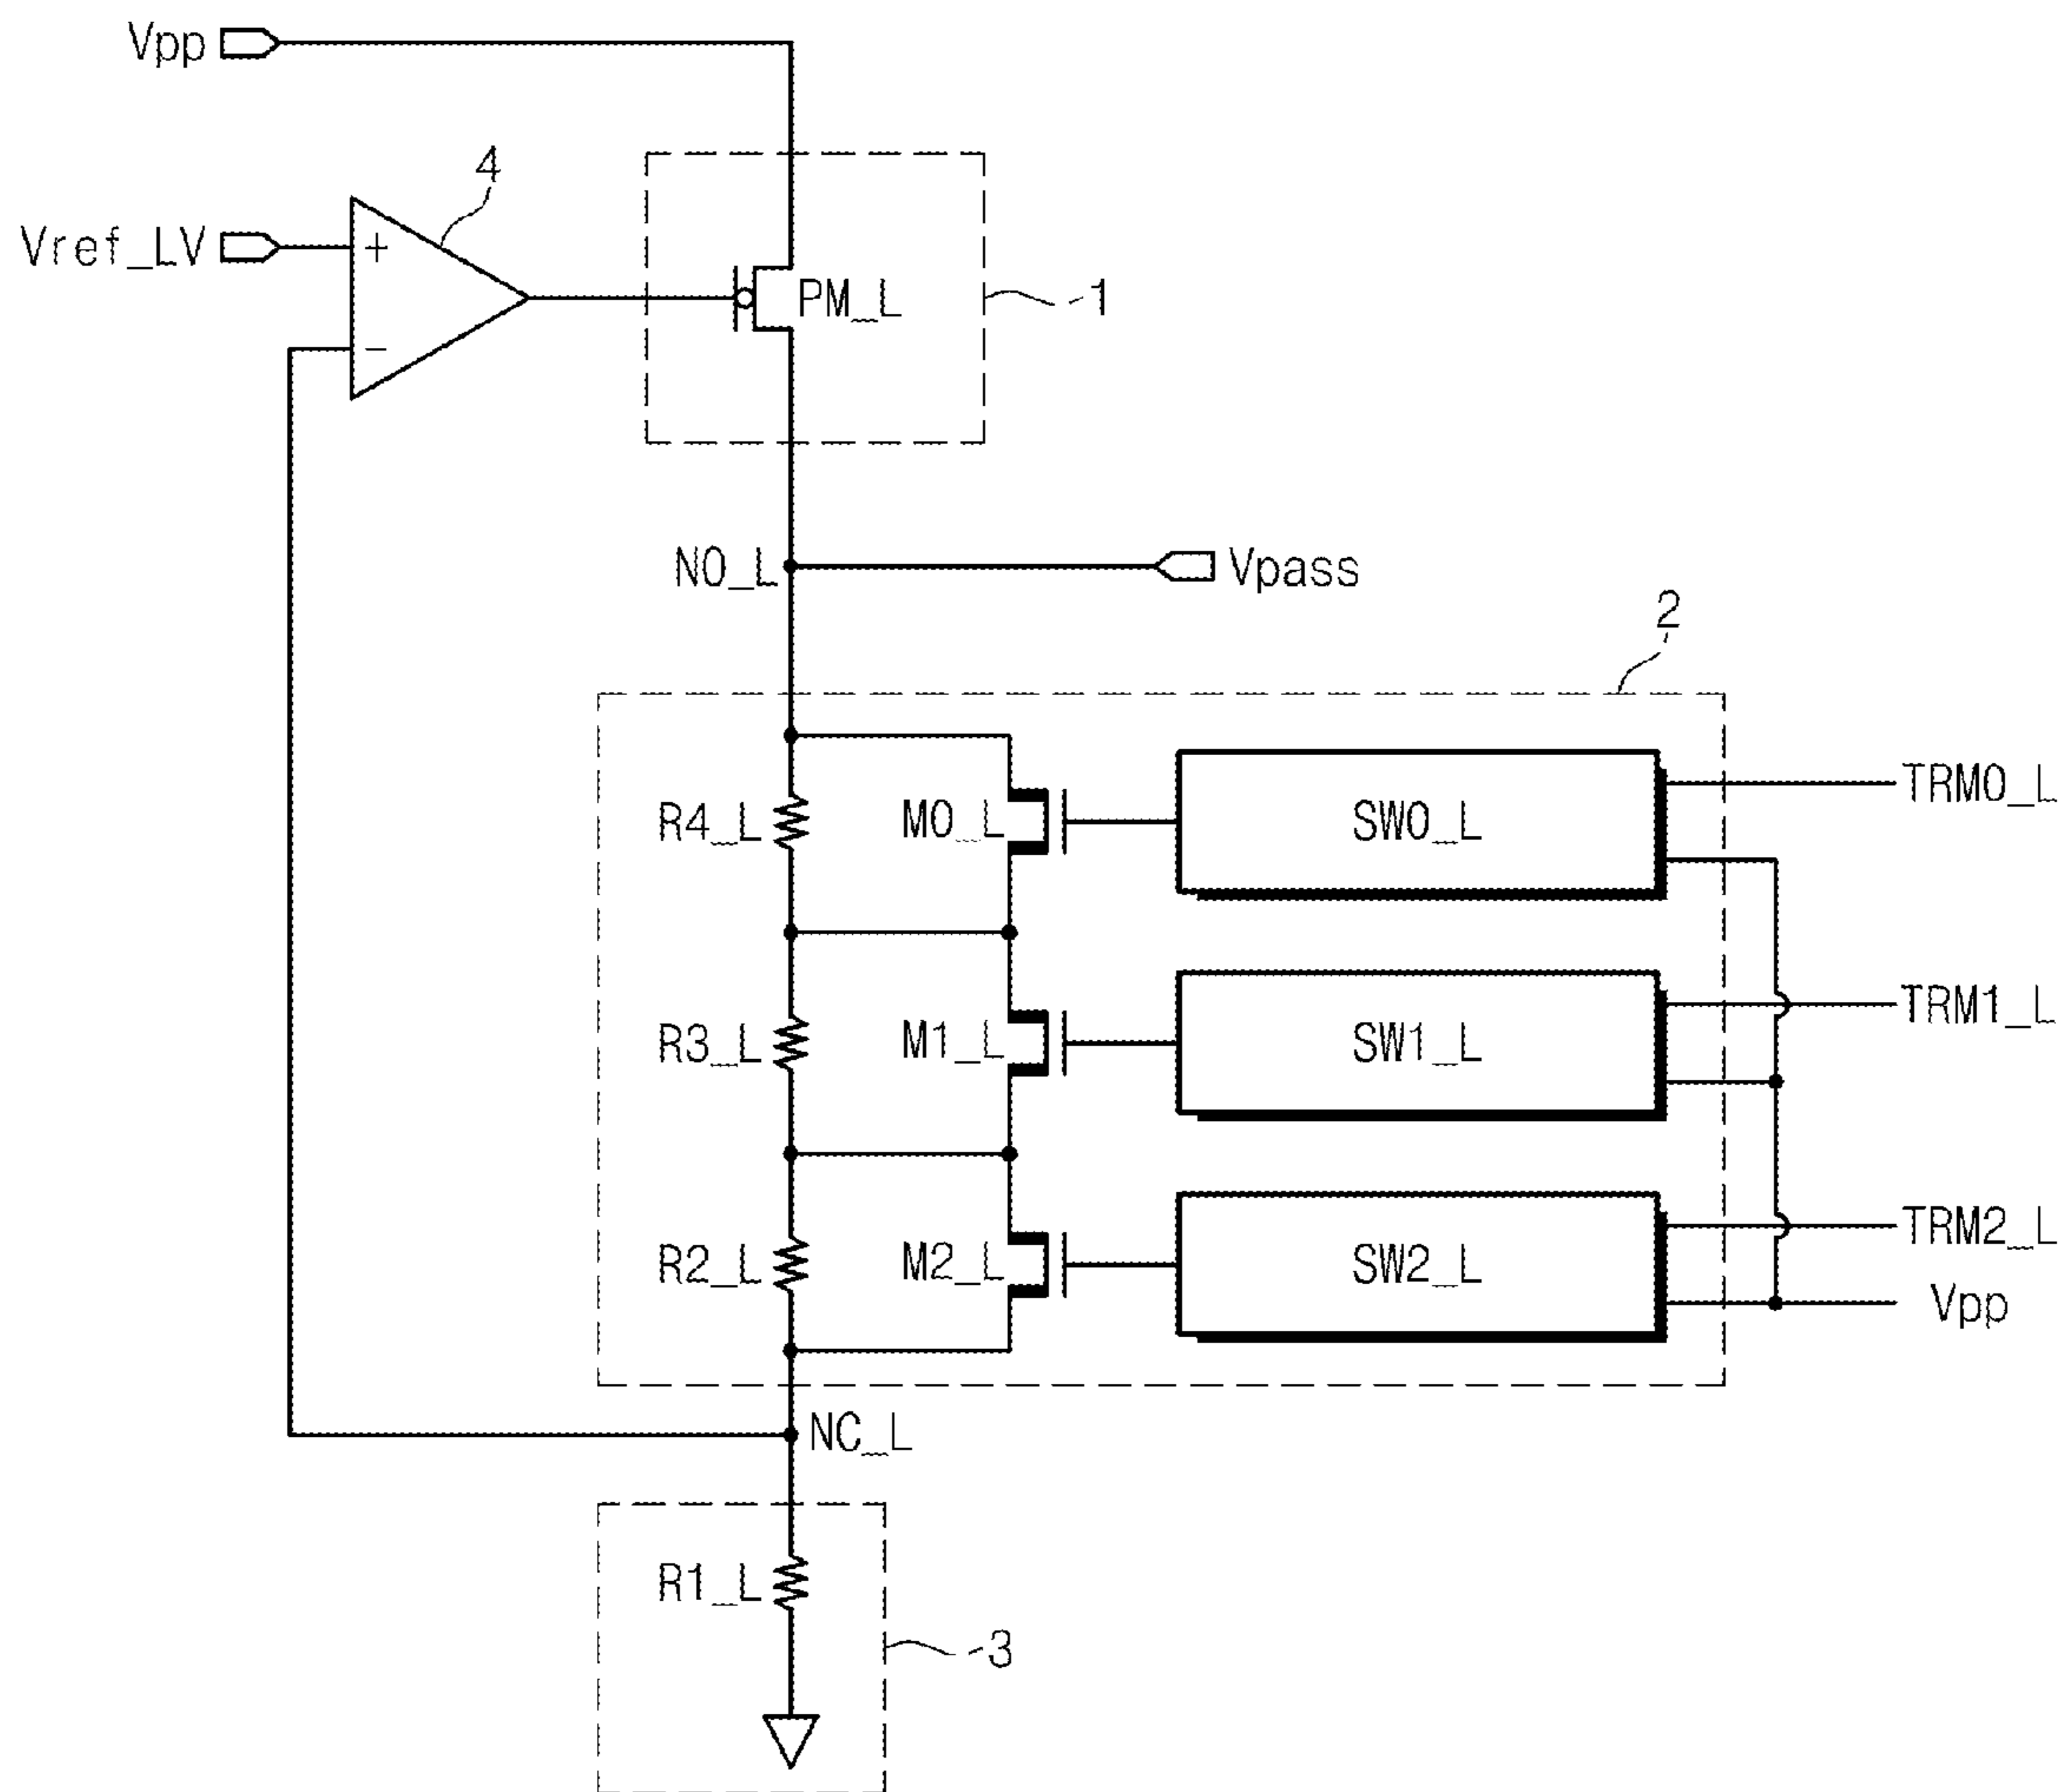 Vpp
4
Vref_LV
+
−
PM_L
1
NO_L
Vpass
2
R4_L
M0_L
SW0_L
TRM0_L
R3_L
M1_L
SW1_L
TRM1_L
R2_L
M2_L
SW2_L
TRM2_L
Vpp
NC_L
R1_L
3